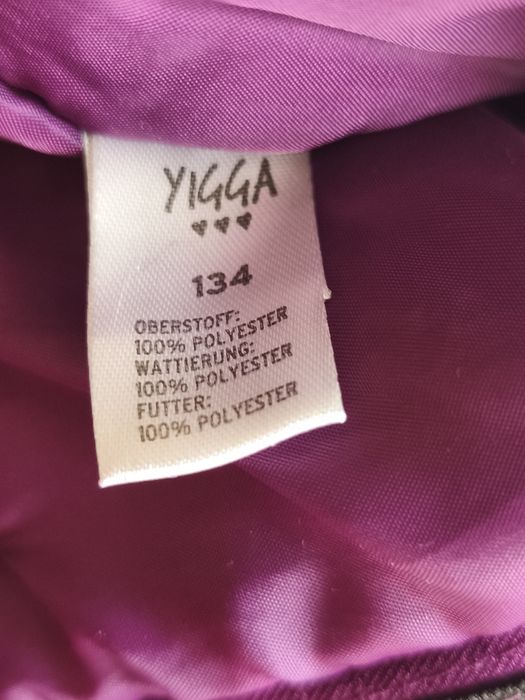 YIGGA
134
OBERSTOFF:
100% POLYESTER
WATTIERUNG:
100% POLYESTER
FUTTER:
100% POLYESTER